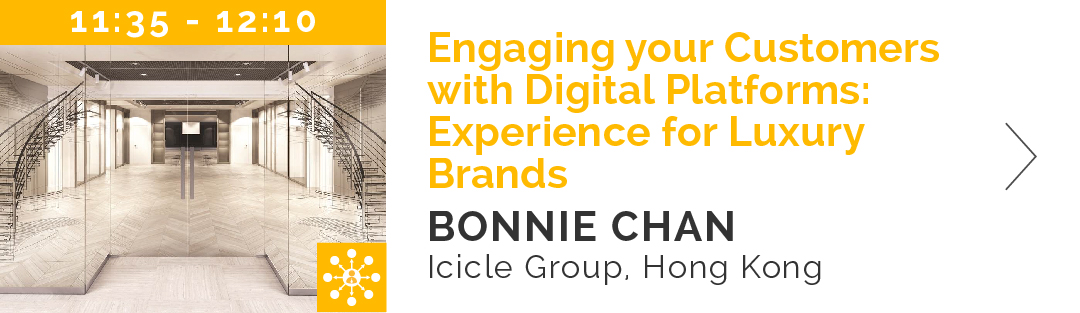 11:35 - 12:10
Engaging your Customers
with Digital Platforms:
Experience for Luxury
Brands
BONNIE CHAN
Icicle Group, Hong Kong